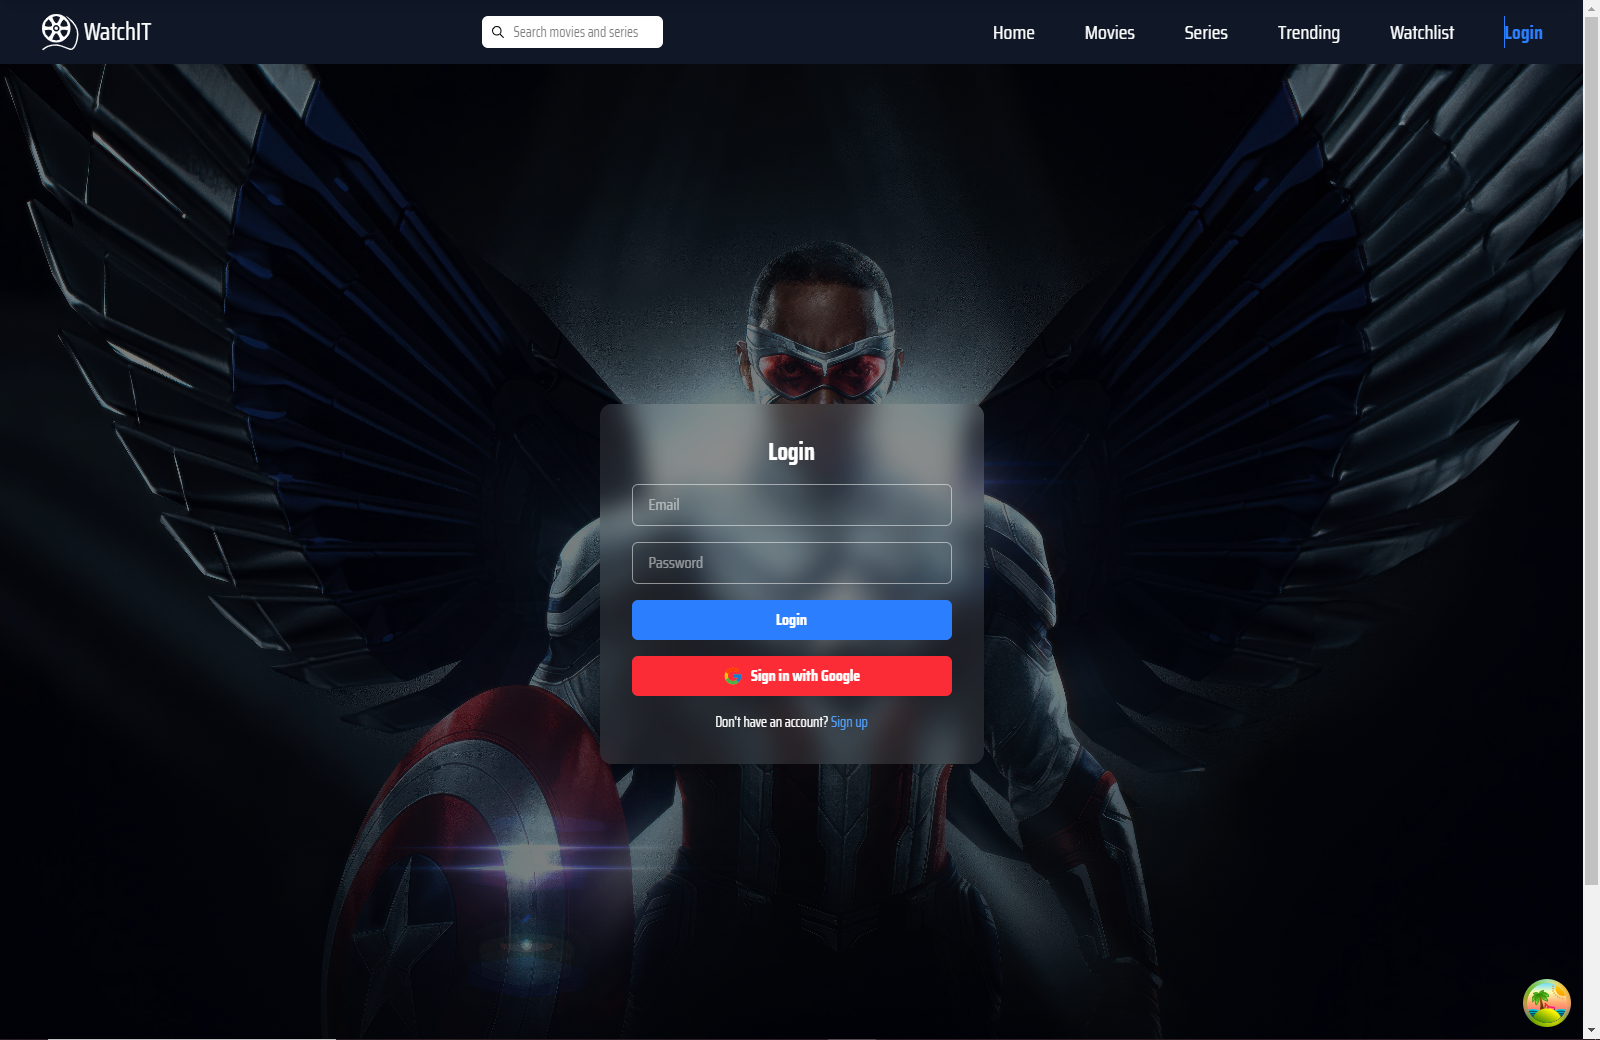 WatchIT
Search movies and series
Home
Movies
Series
Trending
Watchlist
Login
Login
Email
Password
Login
Sign in with Google
Don't have an account? Sign up